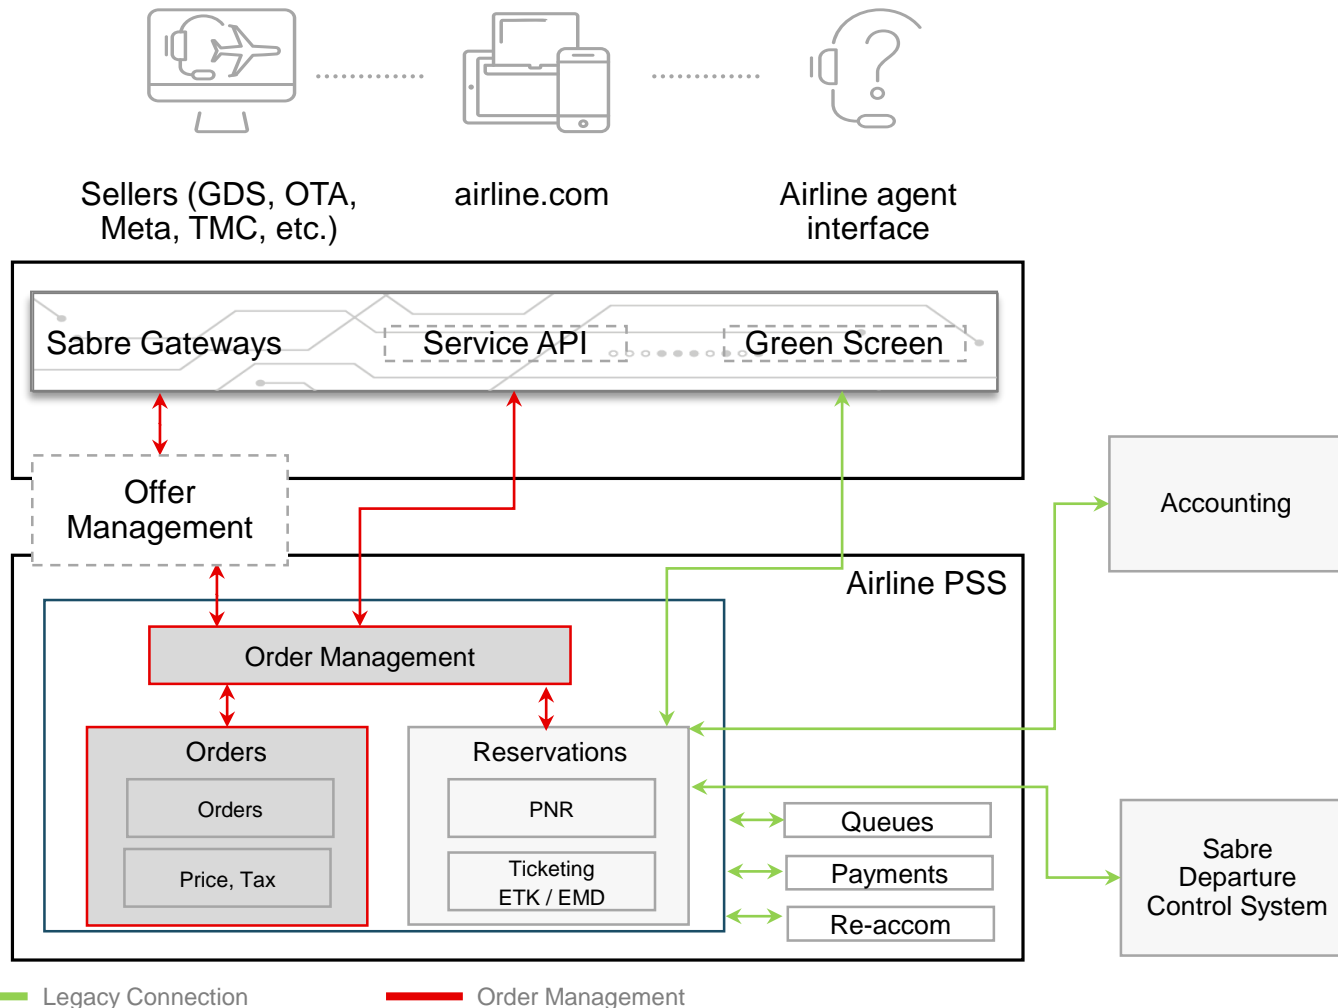 Sellers (GDS, OTA,
Meta, TMC, etc.)
airline.com
Airline agent
interface
Sabre Gateways
Service API
Green Screen
Offer
Management
Accounting
Airline PSS
Order Management
Orders
Orders
Price, Tax
Reservations
PNR
Ticketing
ETK / EMD
Queues
Payments
Re-accom
Sabre
Departure
Control System
Legacy Connection
Order Management